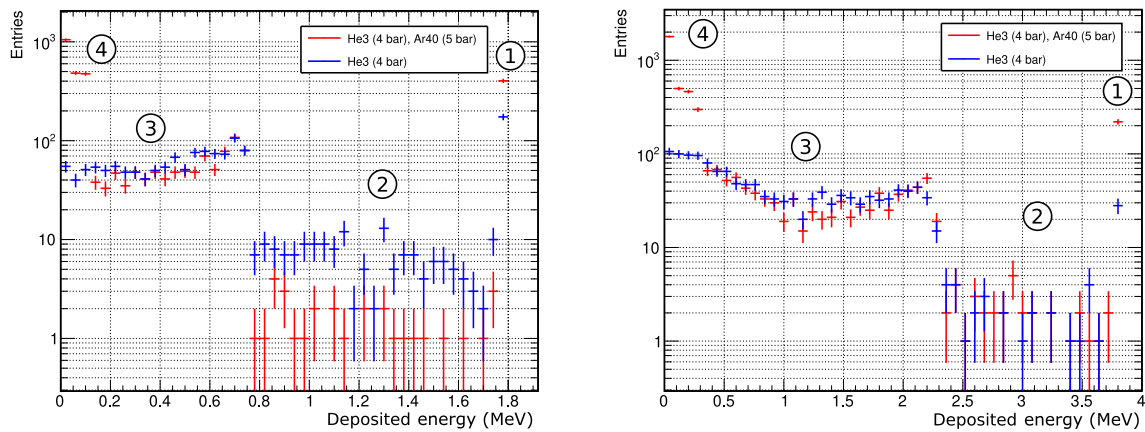 Entries
10³
10²
10
1
He3 (4 bar), Ar40 (5 bar)
He3 (4 bar)
④
①
③
②
0 0.2 0.4 0.6 0.8 1 1.2 1.4 1.6 1.8
Deposited energy (MeV)
Entries
10³
10²
10
1
He3 (4 bar), Ar40 (5 bar)
He3 (4 bar)
④
①
③
②
0 0.5 1 1.5 2 2.5 3 3.5 4
Deposited energy (MeV)